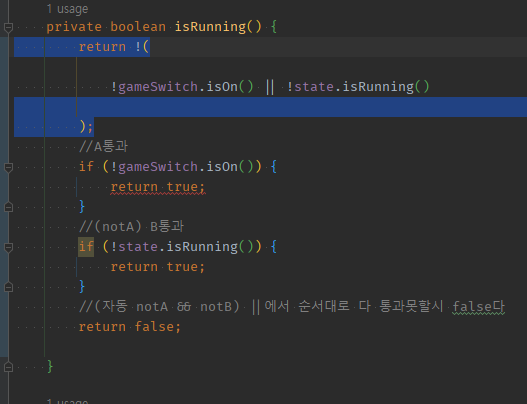 1 usage
private boolean isRunning() {
return !(
!gameSwitch.isOn() || !state.isRunning()
);
//A통과
if (!gameSwitch.isOn()) {
return true;
}
//(notA) B통과
if (!state.isRunning()) {
return true;
}
//(자동 notA && notB) ||에서 순서대로 다 통과못할시 false다
return false;
}
1 usage